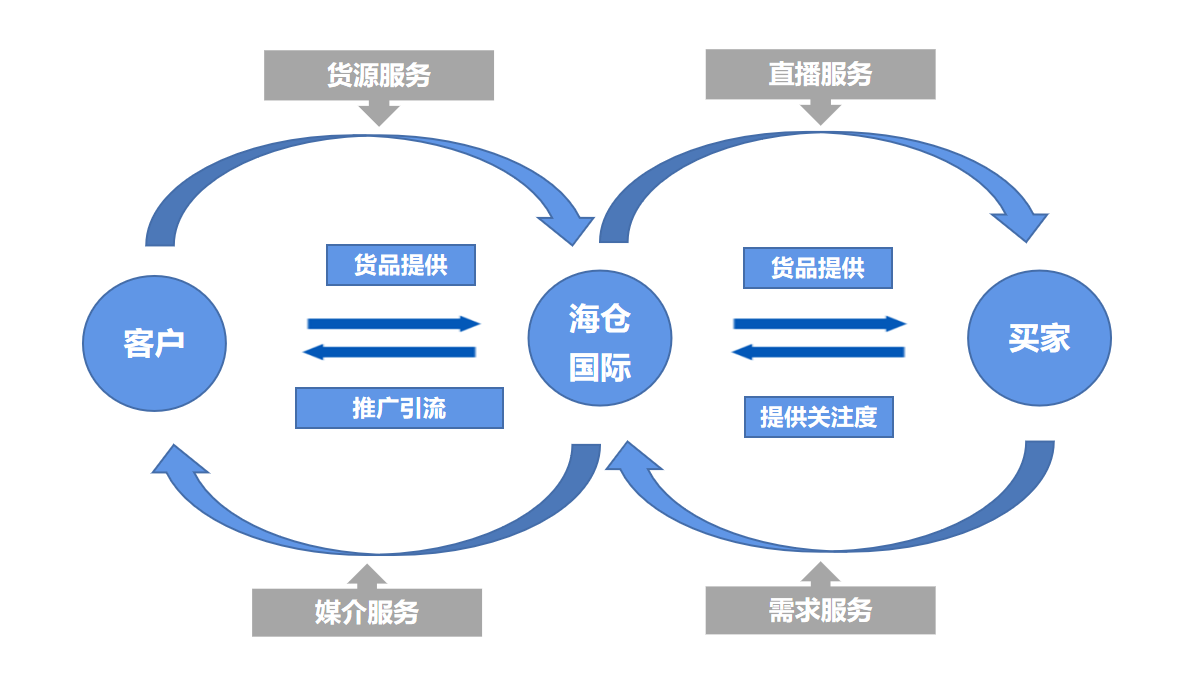 货源服务
直播服务
货品提供
货品提供
客户
海仓
国际
买家
推广引流
提供关注度
媒介服务
需求服务